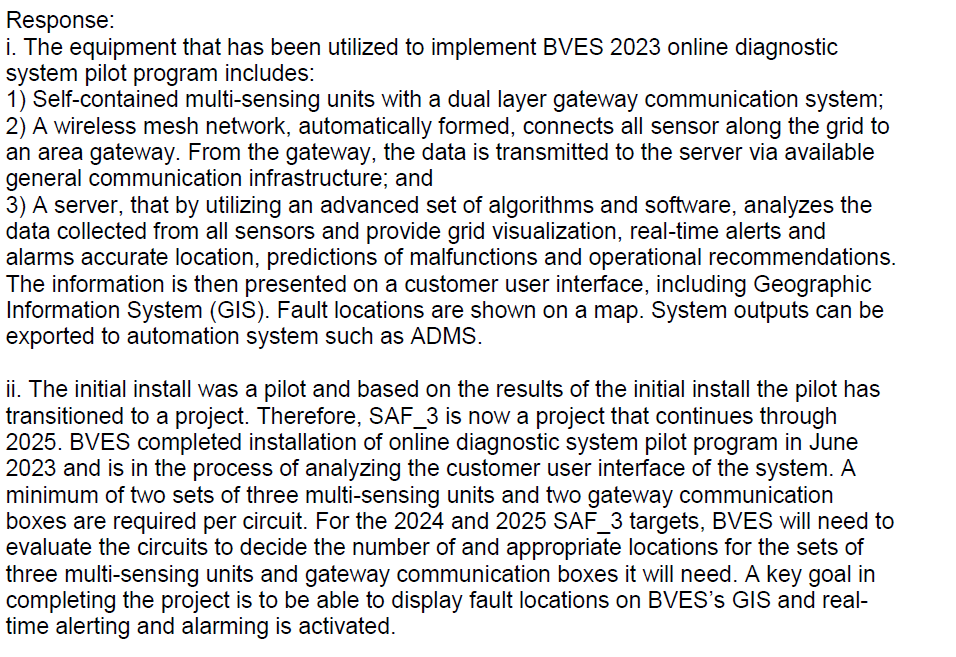 Response:
i. The equipment that has been utilized to implement BVES 2023 online diagnostic
system pilot program includes:
1) Self-contained multi-sensing units with a dual layer gateway communication system;
2) A wireless mesh network, automatically formed, connects all sensor along the grid to
an area gateway. From the gateway, the data is transmitted to the server via available
general communication infrastructure; and
3) A server, that by utilizing an advanced set of algorithms and software, analyzes the
data collected from all sensors and provide grid visualization, real-time alerts and
alarms accurate location, predictions of malfunctions and operational recommendations.
The information is then presented on a customer user interface, including Geographic
Information System (GIS). Fault locations are shown on a map. System outputs can be
exported to automation system such as ADMS.
ii. The initial install was a pilot and based on the results of the initial install the pilot has
transitioned to a project. Therefore, SAF_3 is now a project that continues through
2025. BVES completed installation of online diagnostic system pilot program in June
2023 and is in the process of analyzing the customer user interface of the system. A
minimum of two sets of three multi-sensing units and two gateway communication
boxes are required per circuit. For the 2024 and 2025 SAF_3 targets, BVES will need to
evaluate the circuits to decide the number of and appropriate locations for the sets of
three multi-sensing units and gateway communication boxes it will need. A key goal in
completing the project is to be able to display fault locations on BVES's GIS and real-
time alerting and alarming is activated.